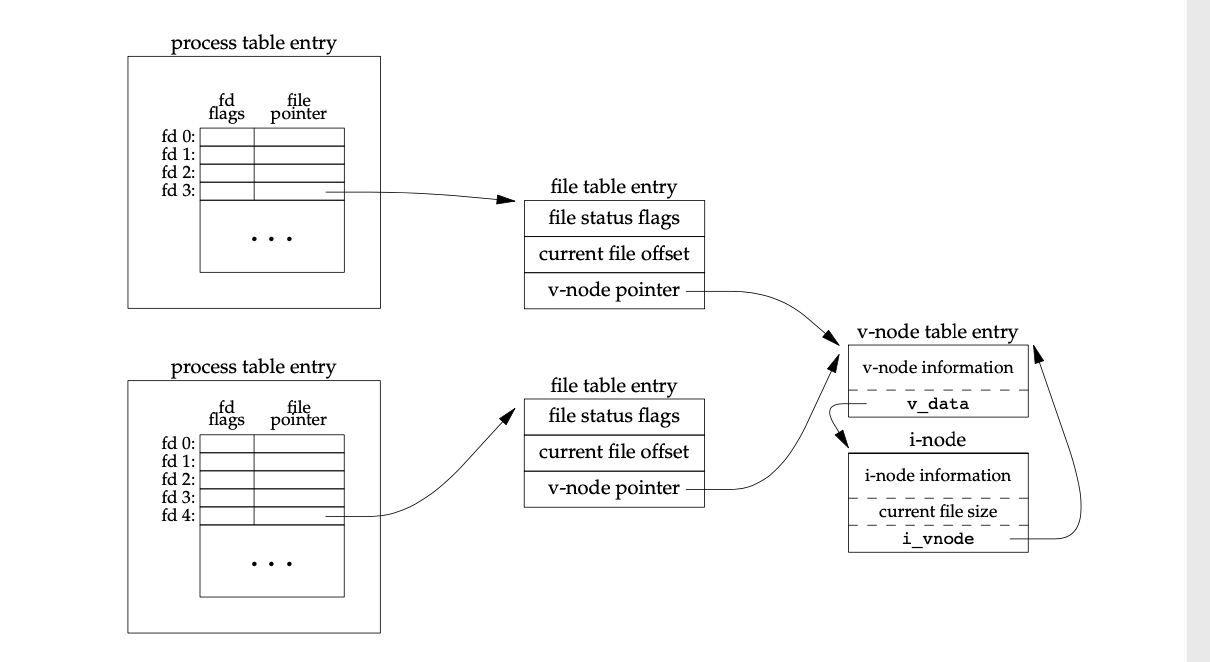 process table entry
fd
flags
file
pointer
fd 0:
fd 1:
fd 2:
fd 3:
. . .
file table entry
file status flags
current file offset
v-node pointer
process table entry
fd
flags
file
pointer
fd 0:
fd 1:
fd 2:
fd 3:
fd 4:
. . .
file table entry
file status flags
current file offset
v-node pointer
v-node table entry
v-node information
v_data
i-node
i-node information
current file size
i_vnode